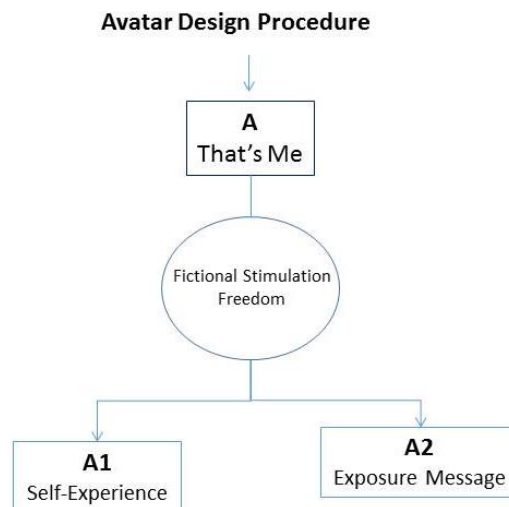 Avatar Design Procedure
A
That's Me
Fictional Stimulation
Freedom
A1
Self-Experience
A2
Exposure Message